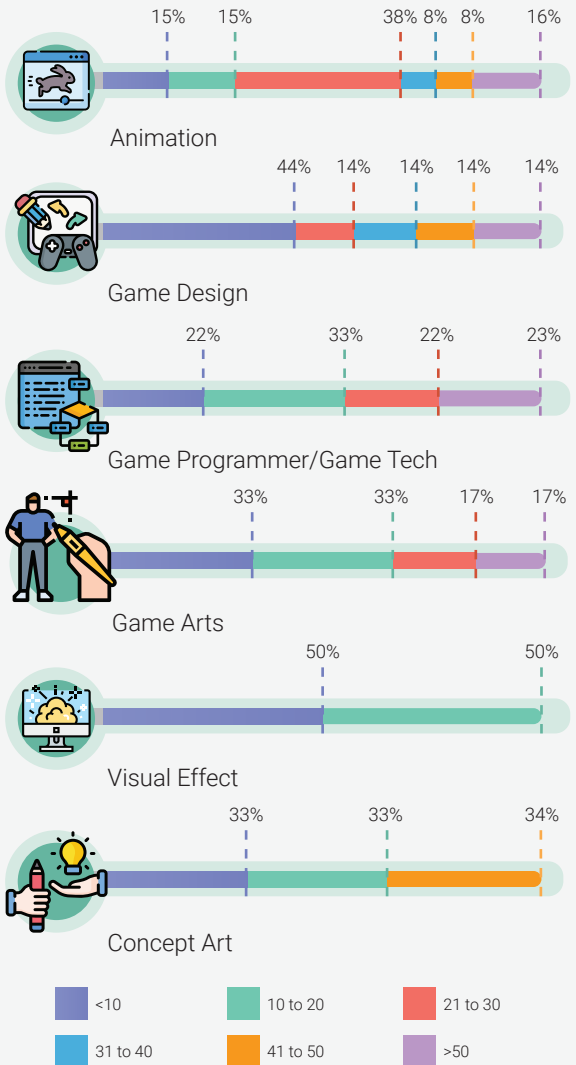 15% 15% 38% 8% 8% 16%
Animation
44% 14% 14% 14% 14%
Game Design
22% 33% 22% 23%
Game Programmer/Game Tech
33% 33% 17% 17%
Game Arts
50% 50%
Visual Effect
33% 33% 34%
Concept Art
<10 10 to 20 21 to 30
31 to 40 41 to 50 >50